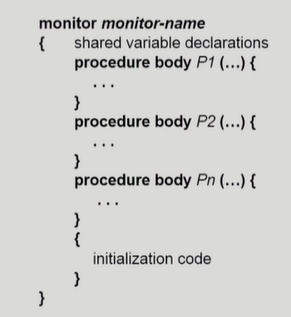 monitor monitor-name
{ shared variable declarations
procedure body P1 (...) {
...
}
procedure body P2 (...) {
...
}
procedure body Pn (...) {
...
}
{
initialization code
}
}